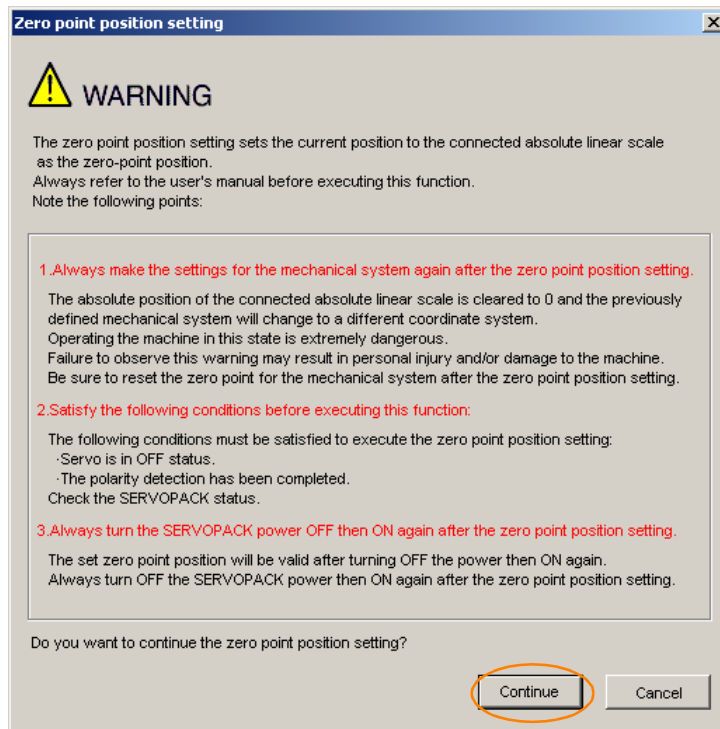 Zero point position setting
WARNING
The zero point position setting sets the current position to the connected absolute linear scale
as the zero-point position.
Always refer to the user's manual before executing this function.
Note the following points:
1.Always make the settings for the mechanical system again after the zero point position setting.
The absolute position of the connected absolute linear scale is cleared to 0 and the previously
defined mechanical system will change to a different coordinate system.
Operating the machine in this state is extremely dangerous.
Failure to observe this warning may result in personal injury and/or damage to the machine.
Be sure to reset the zero point for the mechanical system after the zero point position setting.
2.Satisfy the following conditions before executing this function:
The following conditions must be satisfied to execute the zero point position setting:
·Servo is in OFF status.
·The polarity detection has been completed.
Check the SERVOPACK status.
3.Always turn the SERVOPACK power OFF then ON again after the zero point position setting.
The set zero point position will be valid after turning OFF the power then ON again.
Always turn OFF the SERVOPACK power then ON again after the zero point position setting.
Do you want to continue the zero point position setting?
Continue
Cancel